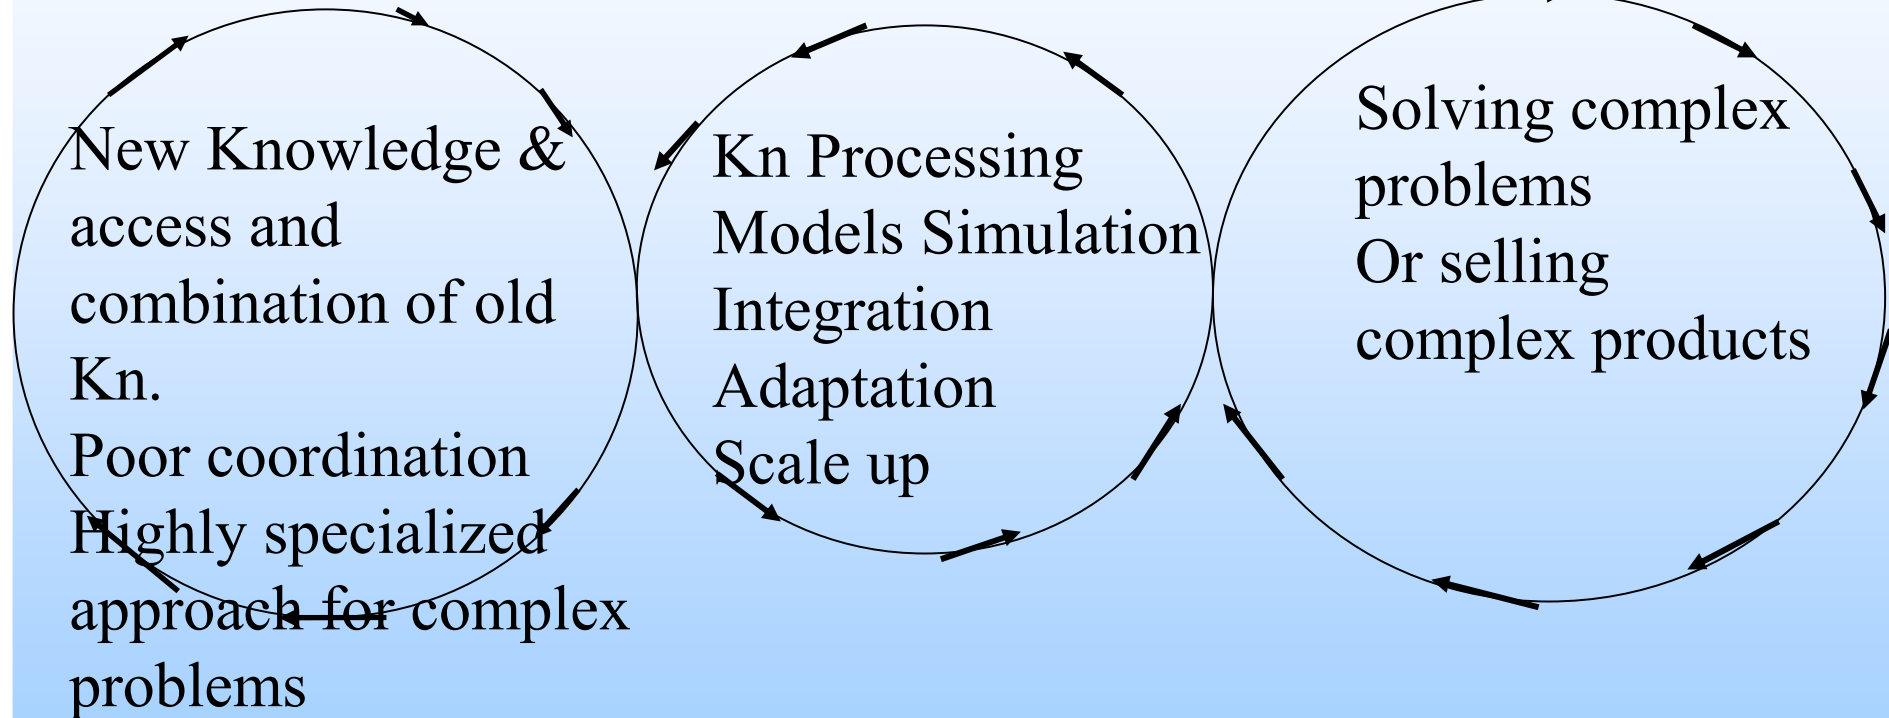 New Knowledge &
access and
combination of old
Kn.
Poor coordination
Highly specialized
approach for complex
problems
Kn Processing
Models Simulation
Integration
Adaptation
Scale up
Solving complex
problems
Or selling
complex products